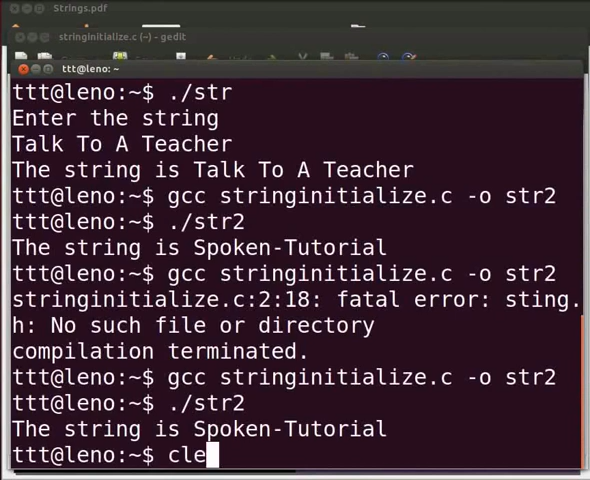 Strings.pdf
stringinitialize.c (~) - gedit
ttt@leno: ~
ttt@leno:~$ ./str
Enter the string
Talk To A Teacher
The string is Talk To A Teacher
ttt@leno:~$ gcc stringinitialize.c -o str2
ttt@leno:~$ ./str2
The string is Spoken-Tutorial
ttt@leno:~$ gcc stringinitialize.c -o str2
stringinitialize.c:2:18: fatal error: sting.
h: No such file or directory
compilation terminated.
ttt@leno:~$ gcc stringinitialize.c -o str2
ttt@leno:~$ ./str2
The string is Spoken-Tutorial
ttt@leno:~$ cle